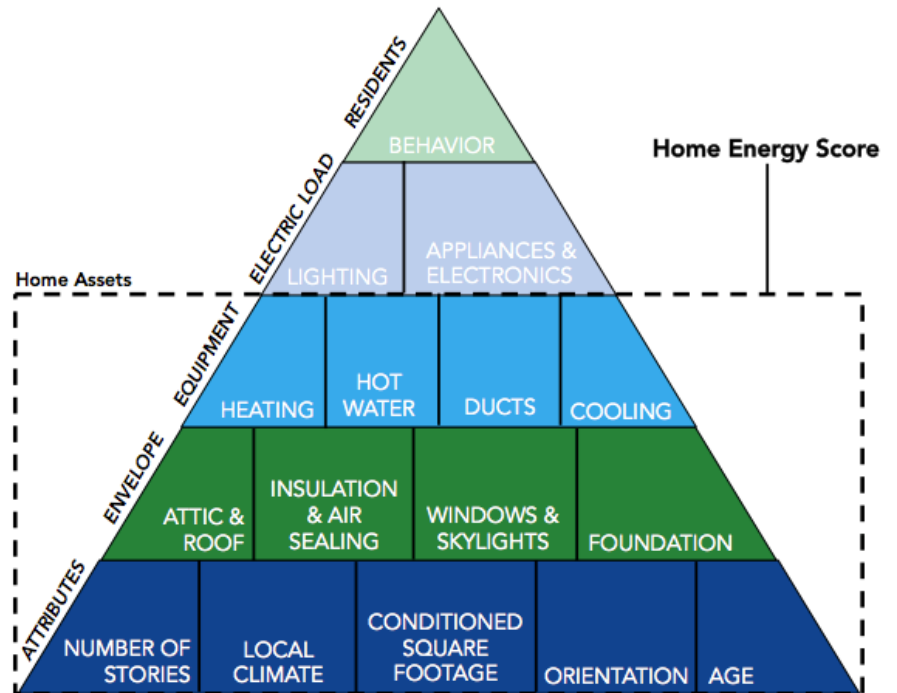 RESIDENTS
BEHAVIOR
Home Energy Score
ELECTRIC LOAD
LIGHTING
APPLIANCES &
ELECTRONICS
Home Assets
EQUIPMENT
HEATING
HOT
WATER
DUCTS
COOLING
ENVELOPE
ATTIC &
ROOF
INSULATION
& AIR
SEALING
WINDOWS &
SKYLIGHTS
FOUNDATION
ATTRIBUTES
NUMBER OF
STORIES
LOCAL
CLIMATE
CONDITIONED
SQUARE
FOOTAGE
ORIENTATION
AGE